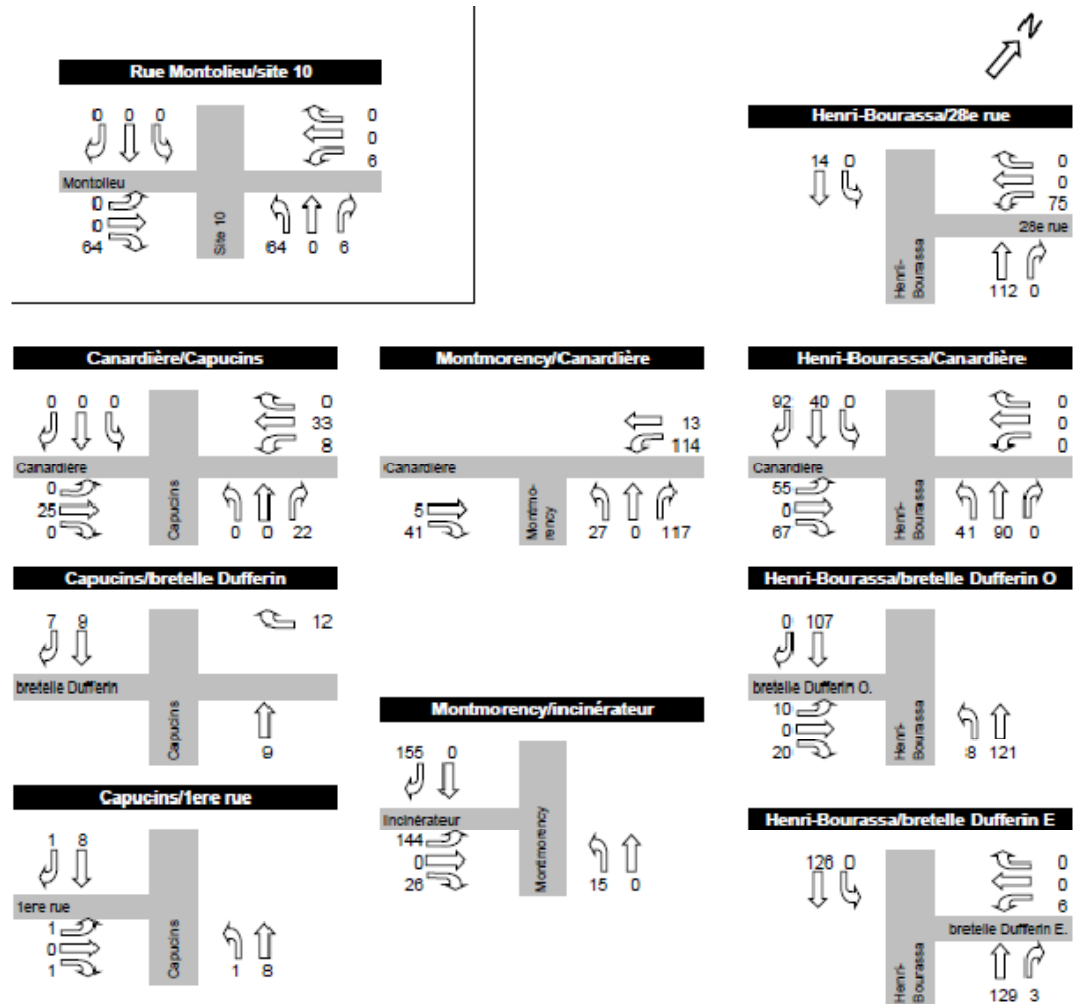 N
Rue Montolieu/site 10
0 0 0
0
0
6
Montolieu
0
0
64
Site 10
64 0 6
Henri-Bourassa/28e rue
14 0
0
0
75
28e rue
Henri-
Bourassa
112 0
Canardière/Capucins
0 0 0
0
33
8
Canardière
0
25
0
Capucins
0 0 22
Montmorency/Canardière
13
114
Canardière
5
41
Montmo-
rency
27 0 117
Henri-Bourassa/Canardière
92 40 0
0
0
0
Canardière
55
0
67
Henri-
Bourassa
41 90 0
Capucins/bretelle Dufferin
7 9
12
bretelle Dufferin
Capucins
9
Henri-Bourassa/bretelle Dufferin O
0 107
bretelle Dufferin O.
10
0
20
Henri-
Bourassa
8 121
Montmorency/incinérateur
155 0
Incinérateur
144
0
26
Montmorency
15 0
Capucins/1ere rue
1 8
1ere rue
1
0
1
Capucins
1 8
Henri-Bourassa/bretelle Dufferin E
126 0
0
0
6
bretelle Dufferin E.
Henri-
Bourassa
129 3